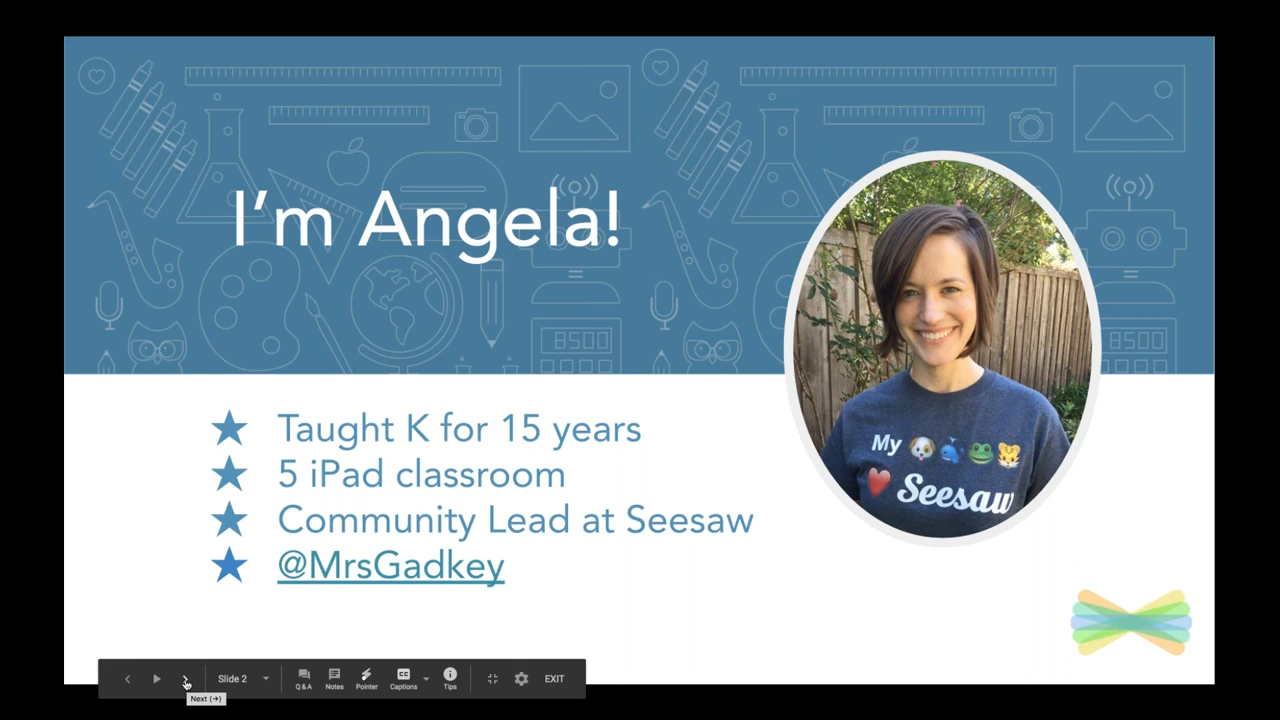 I'm Angela!
My
Seesaw
8500
8500
★ Taught K for 15 years
★ 5 iPad classroom
★ Community Lead at Seesaw
★ @MrsGadkey
Slide 2
Q & A
Notes
Pointer
CC
Captions
Tips
EXIT
Next (→)